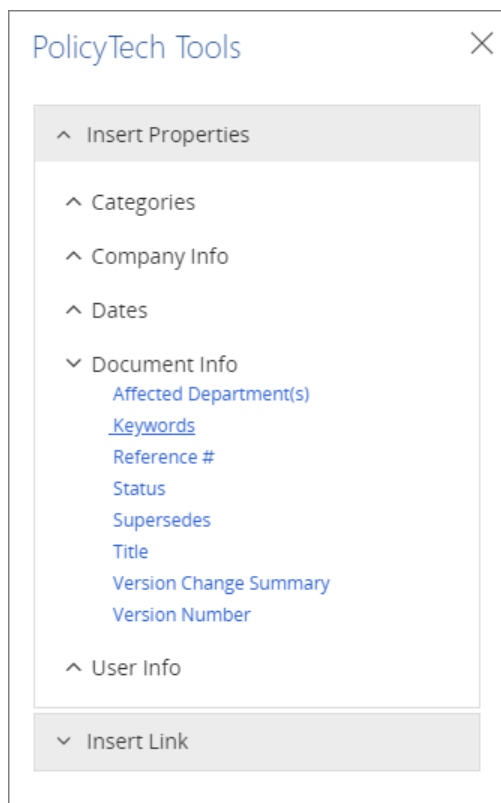 PolicyTech Tools
Insert Properties
Categories
Company Info
Dates
Document Info
Affected Department(s)
Keywords
Reference #
Status
Supersedes
Title
Version Change Summary
Version Number
User Info
Insert Link